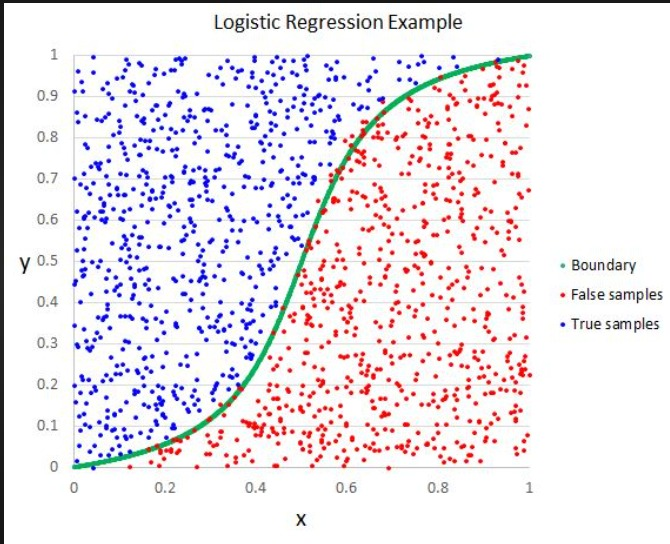 Logistic Regression Example
1
0.9
0.8
0.7
0.6
y
0.5
0.4
0.3
0.2
0.1
0
0 0.2 0.4 0.6 0.8 1
x
Boundary
False samples
True samples